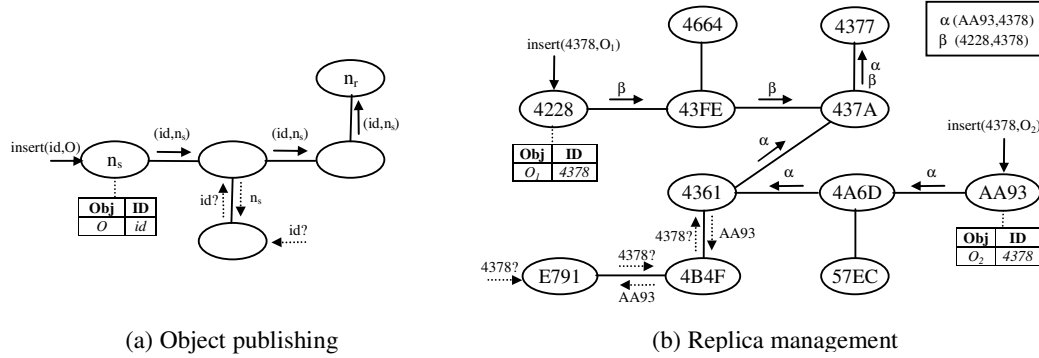 4664
4377
α (AA93,4378)
β (4228,4378)
insert(4378,O1)
α
β
nr
β
β
4228
43FE
437A
(id,ns)
(id,ns)
(id,ns)
insert(4378,O2)
insert(id,O)
ns
Obj ID
O1 4378
α
α
α
id?
ns
4361
4A6D
AA93
Obj ID
O id
id?
4378?
AA93
Obj ID
O2 4378
4378?
4378?
E791
4B4F
57EC
AA93
(a) Object publishing
(b) Replica management